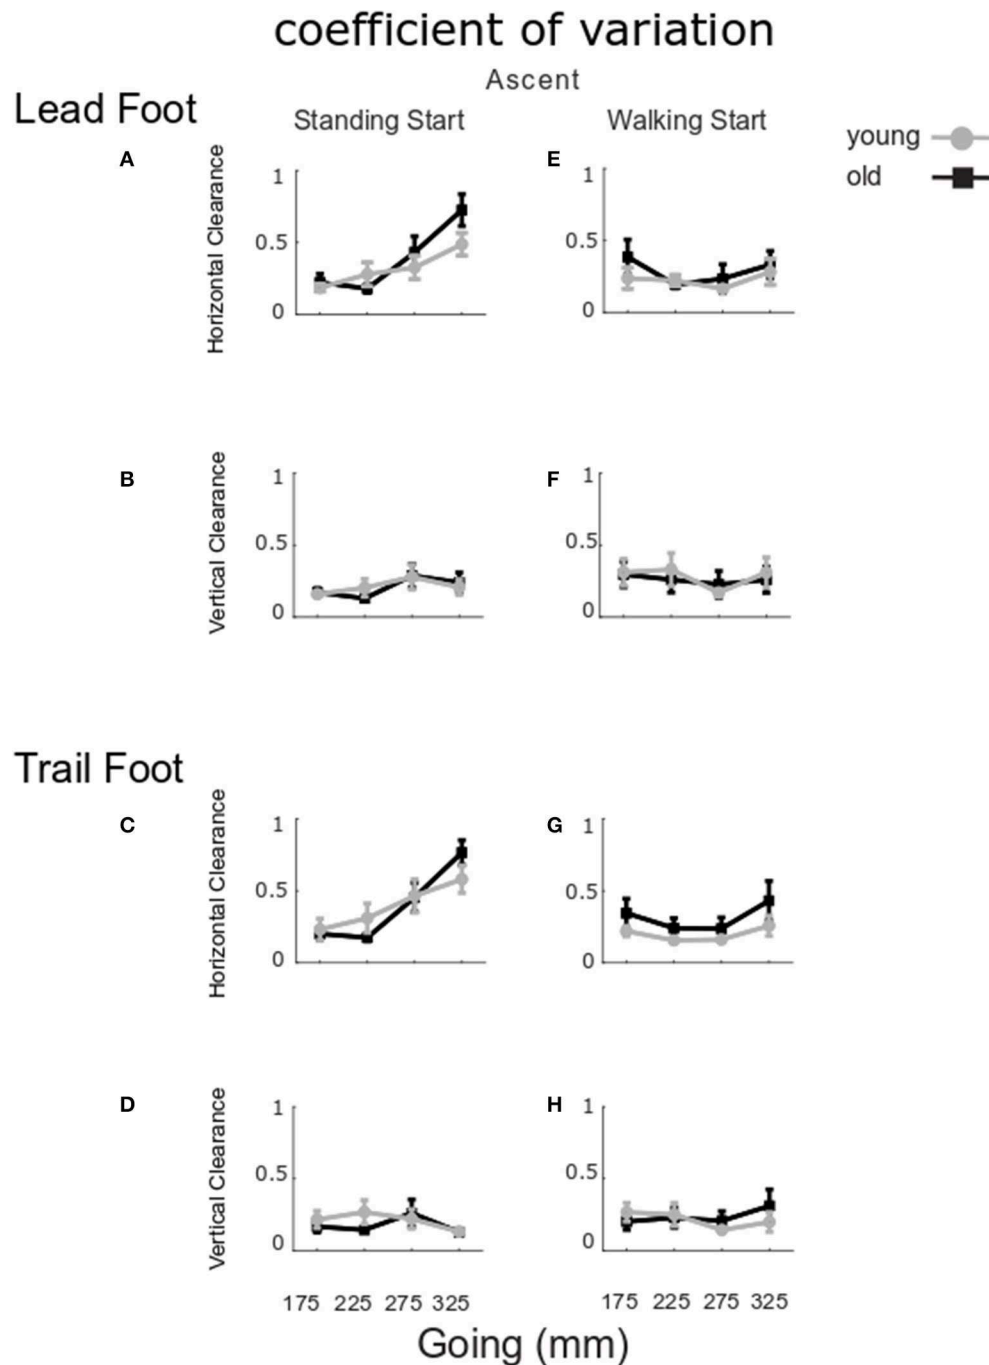 coefficient of variation
Ascent
Lead Foot
Standing Start
Walking Start
young
old
A
Horizontal Clearance
1
0.5
0
E
1
0.5
0
B
Vertical Clearance
1
0.5
0
F
1
0.5
0
Trail Foot
C
Horizontal Clearance
1
0.5
0
G
1
0.5
0
D
Vertical Clearance
1
0.5
0
H
1
0.5
0
175 225 275 325
175 225 275 325
Going (mm)